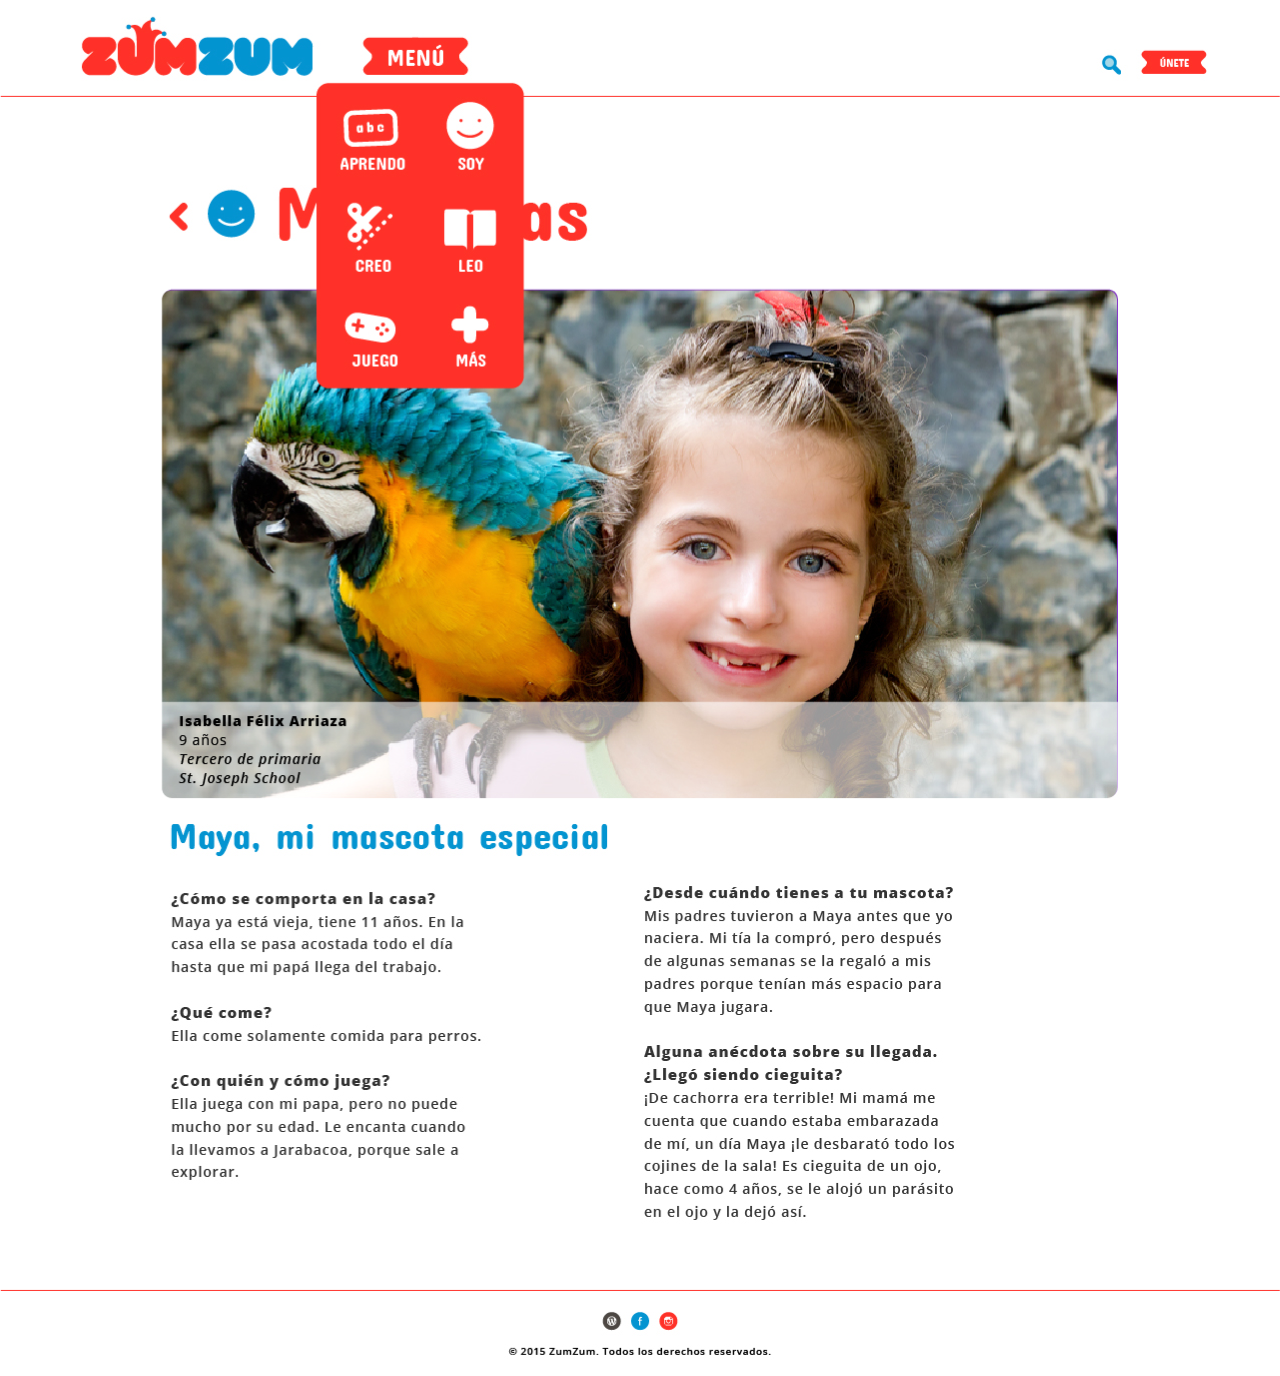 ZUMZUM
MENÚ
ÚNETE
abc
APRENDO
SOY
CREO
LEO
JUEGO
MÁS
Isabella Félix Arriaza
9 años
Tercero de primaria
St. Joseph School
Maya, mi mascota especial
¿Cómo se comporta en la casa?
Maya ya está vieja, tiene 11 años. En la
casa ella se pasa acostada todo el día
hasta que mi papá llega del trabajo.
¿Qué come?
Ella come solamente comida para perros.
¿Con quién y cómo juega?
Ella juega con mi papa, pero no puede
mucho por su edad. Le encanta cuando
la llevamos a Jarabacoa, porque sale a
explorar.
¿Desde cuándo tienes a tu mascota?
Mis padres tuvieron a Maya antes que yo
naciera. Mi tía la compró, pero después
de algunas semanas se la regaló a mis
padres porque tenían más espacio para
que Maya jugara.
Alguna anécdota sobre su llegada.
¿Llegó siendo cieguita?
¡De cachorra era terrible! Mi mamá me
cuenta que cuando estaba embarazada
de mí, un día Maya ¡le desbarató todo los
cojines de la sala! Es cieguita de un ojo,
hace como 4 años, se le alojó un parásito
en el ojo y la dejó así.
© 2015 ZumZum. Todos los derechos reservados.